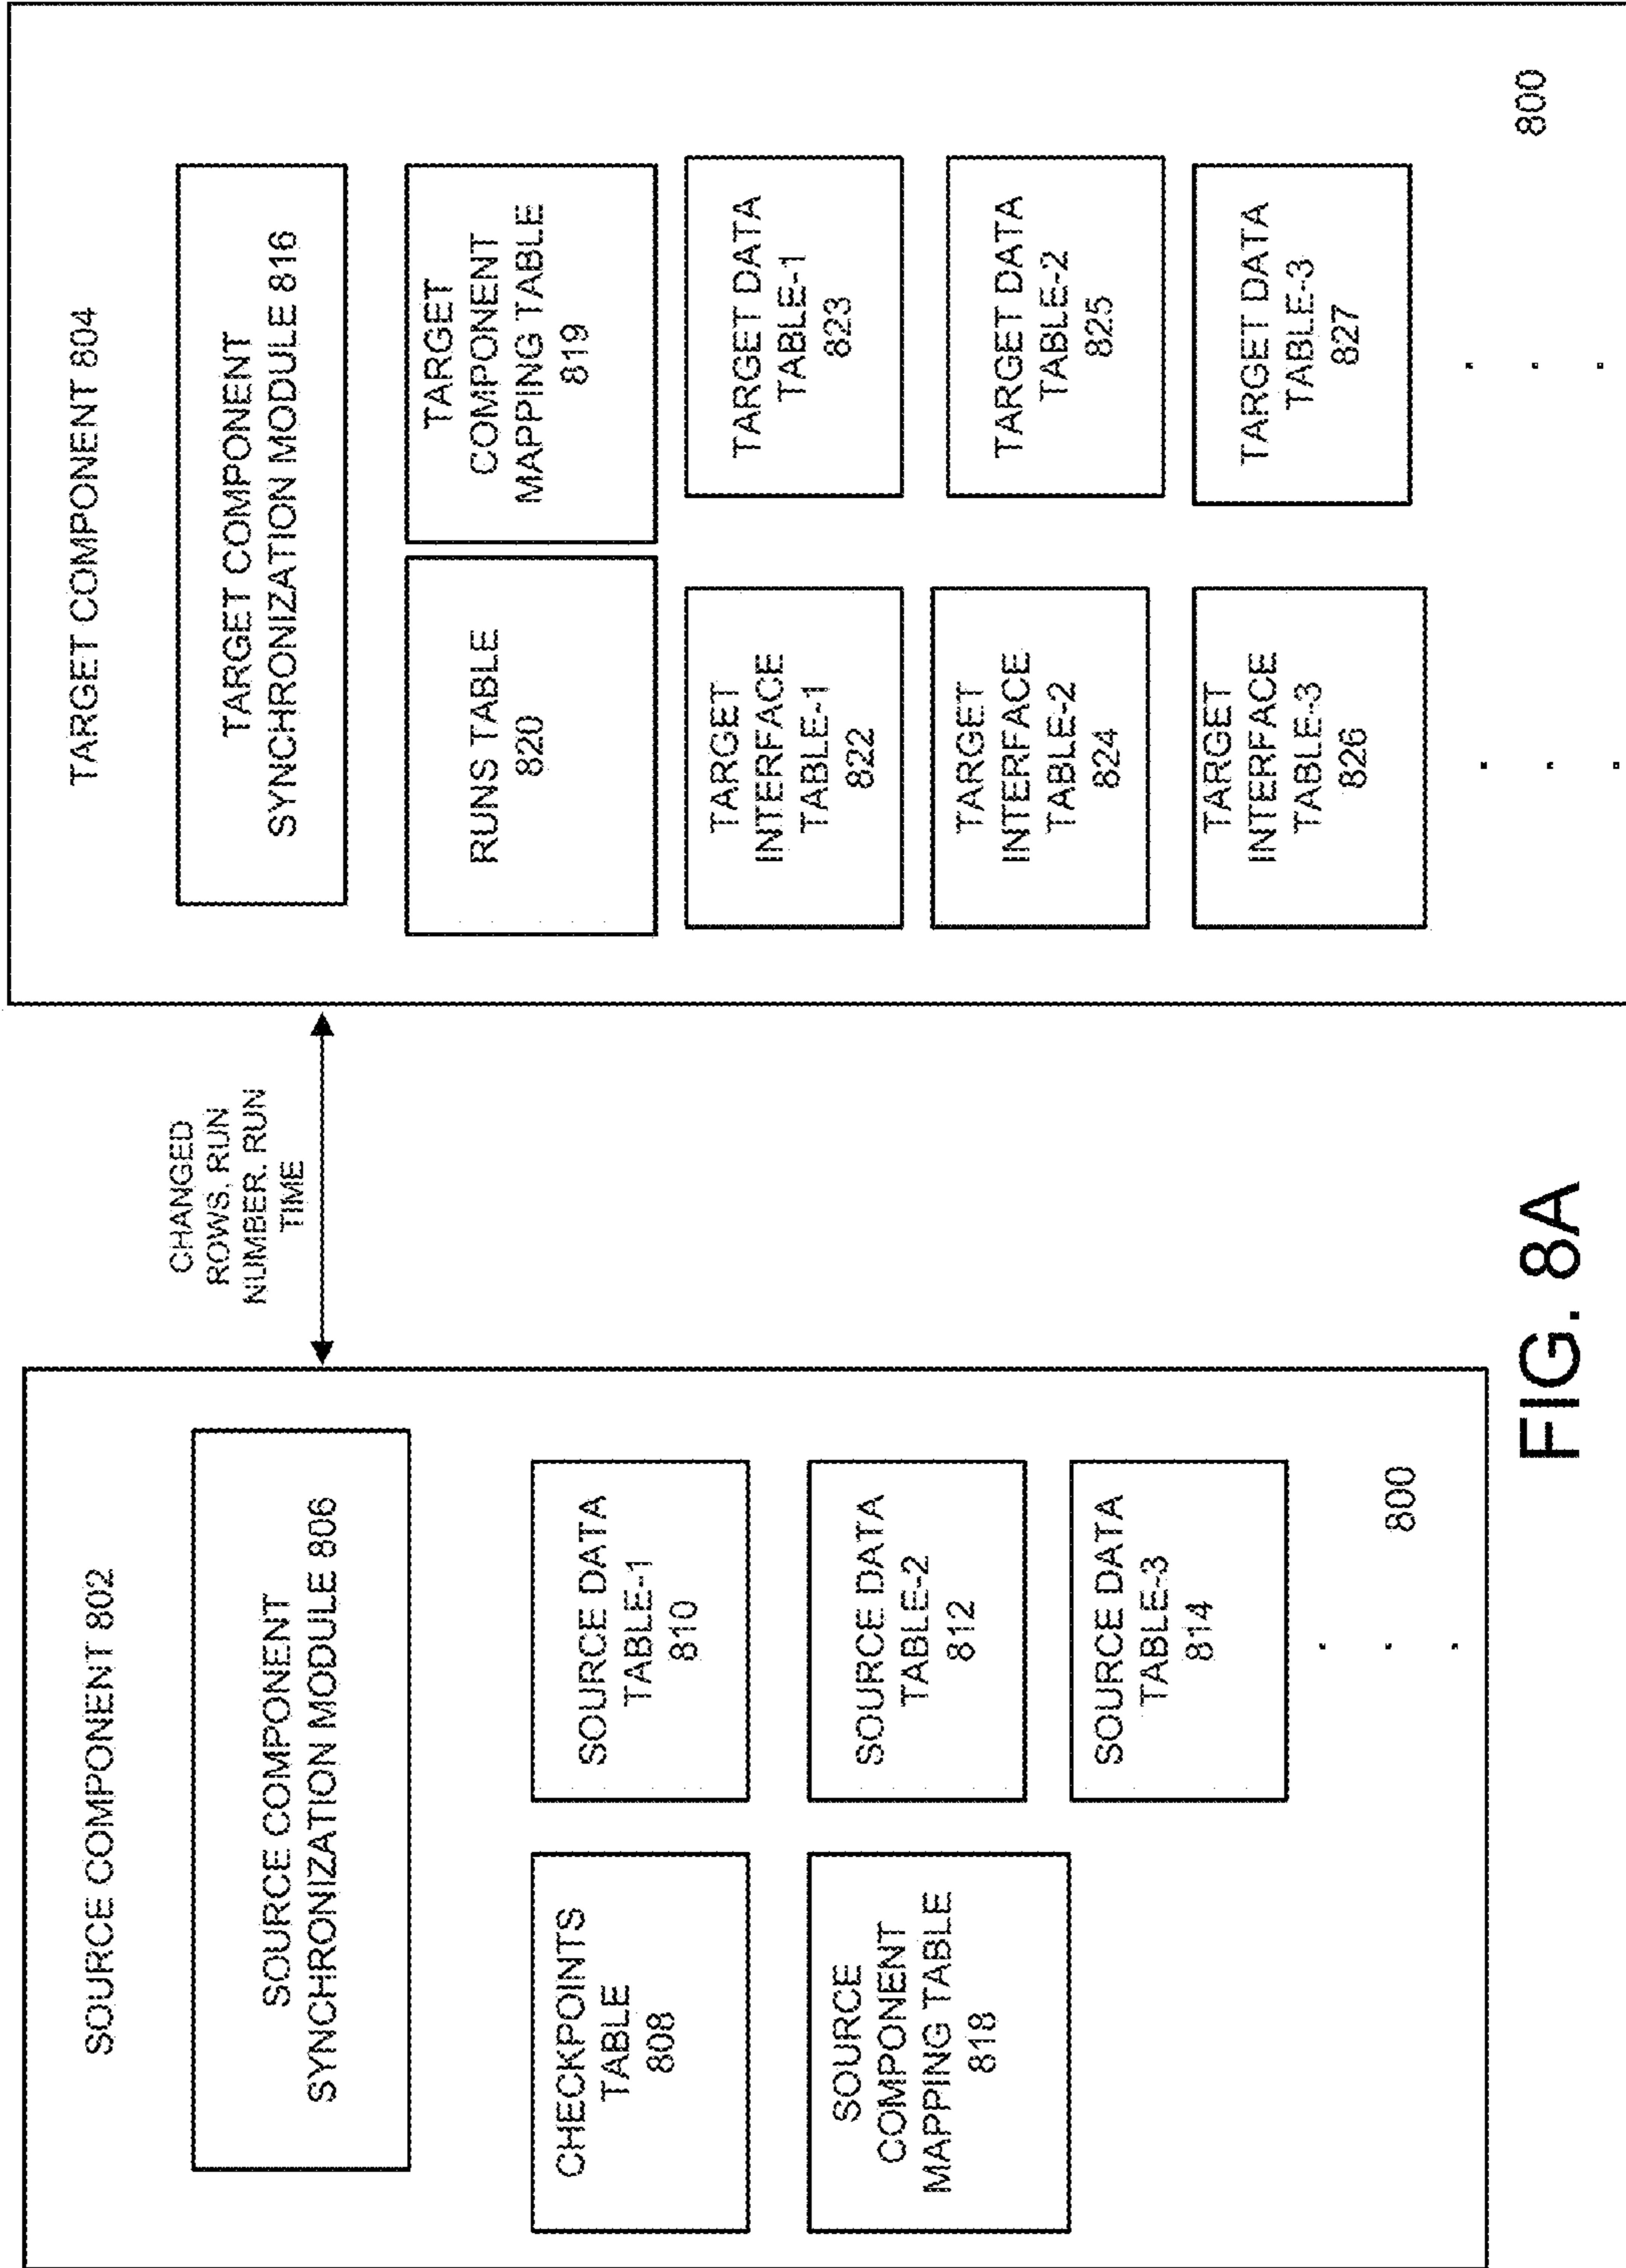 SOURCE COMPONENT 802
SOURCE COMPONENT
SYNCHRONIZATION MODULE 806
CHECKPOINTS
TABLE
808
SOURCE DATA
TABLE-1
810
SOURCE
COMPONENT
MAPPING TABLE
818
SOURCE DATA
TABLE-2
812
SOURCE DATA
TABLE-3
814
.
.
.
800
CHANGED
ROWS, RUN
NUMBER, RUN
TIME
TARGET COMPONENT 804
TARGET COMPONENT
SYNCHRONIZATION MODULE 816
RUNS TABLE
820
TARGET
COMPONENT
MAPPING TABLE
819
TARGET
INTERFACE
TABLE-1
822
TARGET DATA
TABLE-1
823
TARGET
INTERFACE
TABLE-2
824
TARGET DATA
TABLE-2
825
TARGET
INTERFACE
TABLE-3
826
TARGET DATA
TABLE-3
827
.
.
.
.
.
.
800
FIG. 8A